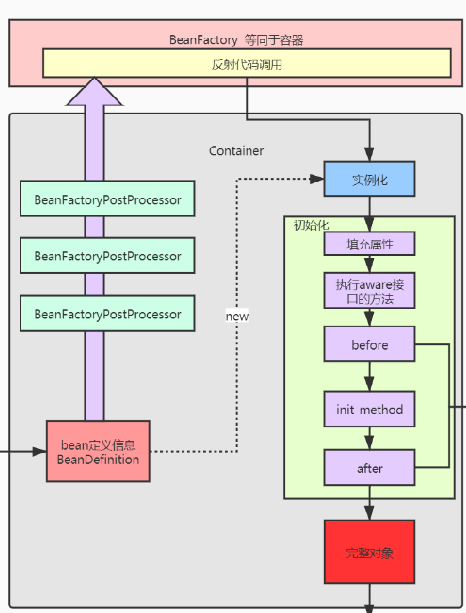 BeanFactory 等同于容器
反射代码调用
Container
实例化
BeanFactoryPostProcessor
BeanFactoryPostProcessor
BeanFactoryPostProcessor
初始化
填充属性
执行aware接
口的方法
new
before
init method
after
bean定义信息
BeanDefinition
完整对象